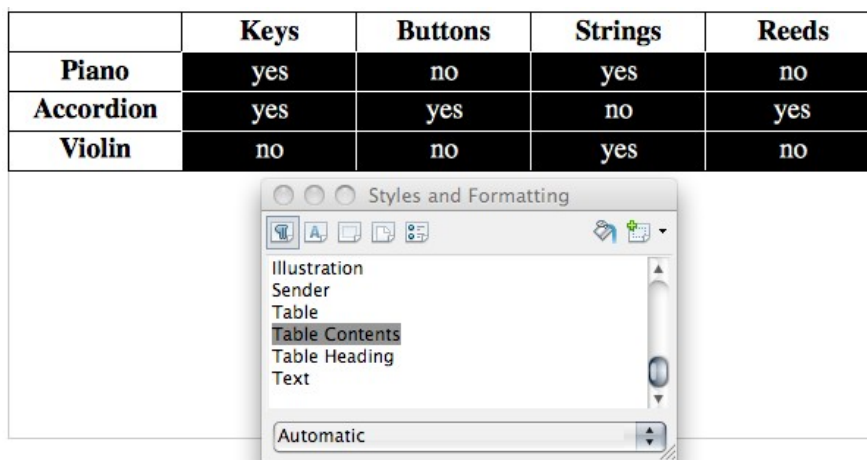 Keys Buttons Strings Reeds
Piano yes no yes no
Accordion yes yes no yes
Violin no no yes no
Styles and Formatting
Illustration
Sender
Table
Table Contents
Table Heading
Text
Automatic